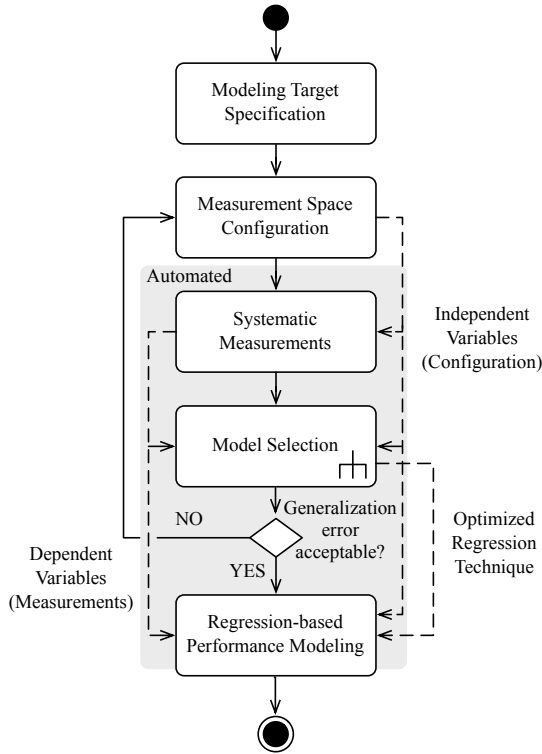 Modeling Target
Specification
Measurement Space
Configuration
Automated
Systematic
Measurements
Independent
Variables
(Configuration)
Model Selection
Generalization
error
acceptable?
NO
YES
Optimized
Regression
Technique
Dependent
Variables
(Measurements)
Regression-based
Performance Modeling